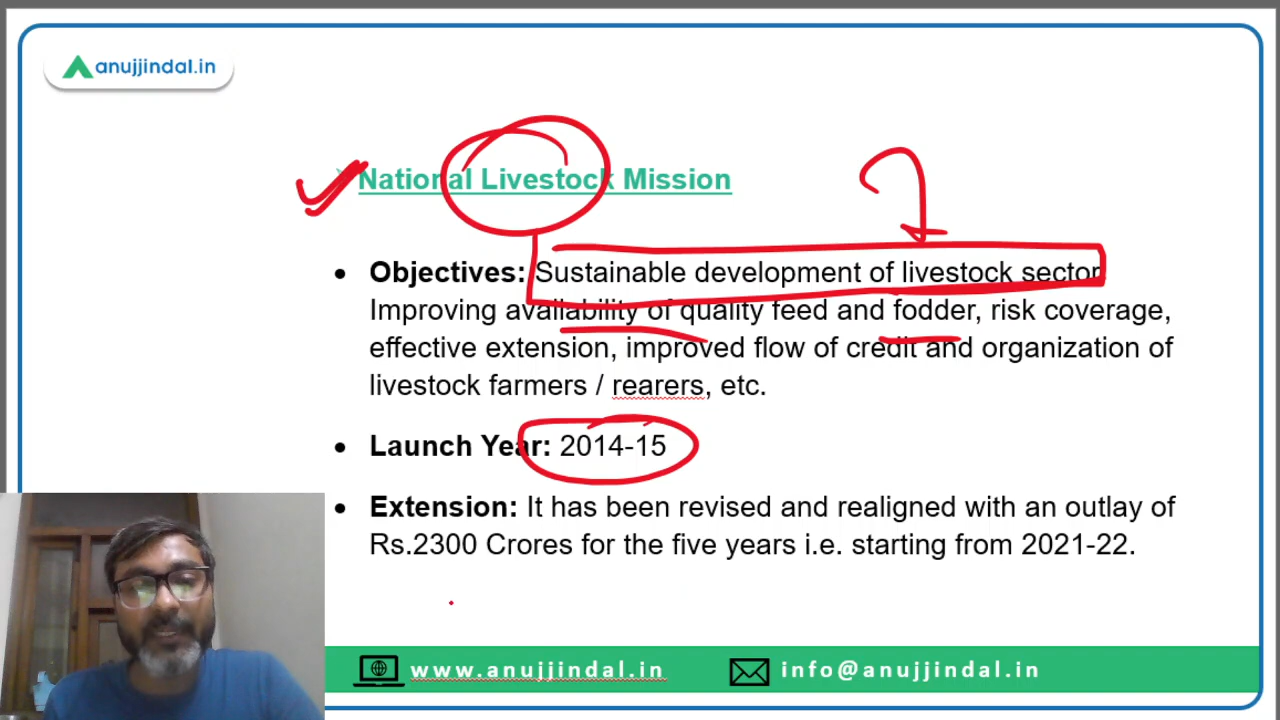 anujjindal.in
National Livestock Mission
• Objectives: Sustainable development of livestock sector
Improving availability of quality feed and fodder, risk coverage,
effective extension, improved flow of credit and organization of
livestock farmers / rearers, etc.
• Launch Year: 2014-15
• Extension: It has been revised and realigned with an outlay of
Rs.2300 Crores for the five years i.e. starting from 2021-22.
www.anujjindal.in info@anujjindal.in